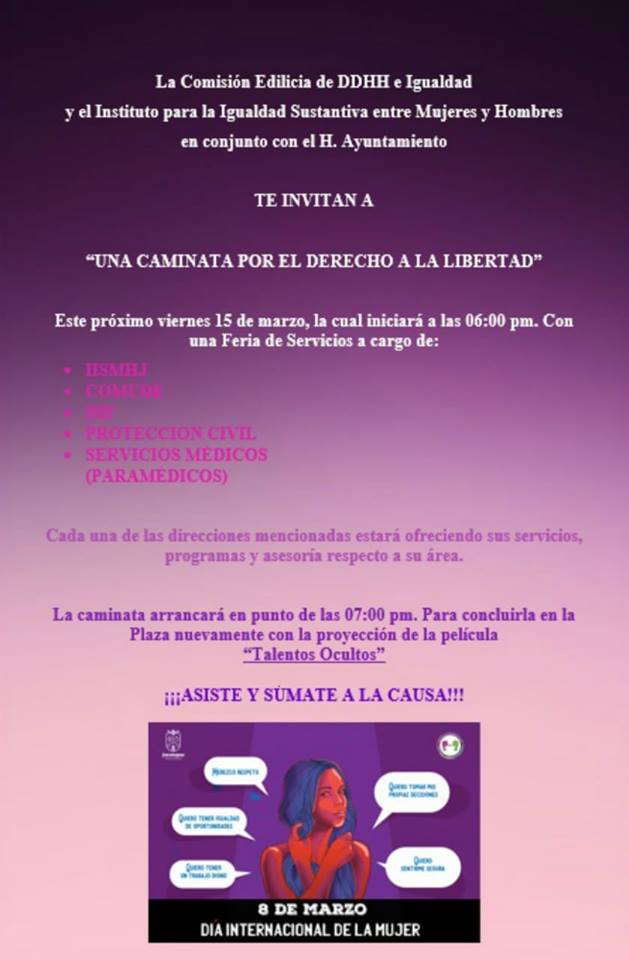 La Comisión Edilicia de DDHH e Igualdad
y el Instituto para la Igualdad Sustantiva entre Mujeres y Hombres
en conjunto con el H. Ayuntamiento
TE INVITAN A
“UNA CAMINATA POR EL DERECHO A LA LIBERTAD”
Este próximo viernes 15 de marzo, la cual iniciará a las 06:00 pm. Con
una Feria de Servicios a cargo de:
• IISMHJ
• COMUDE
• DIF
• PROTECCION CIVIL
• SERVICIOS MÉDICOS
(PARAMÉDICOS)
Cada una de las direcciones mencionadas estará ofreciendo sus servicios,
programas y asesoría respecto a su área.
La caminata arrancará en punto de las 07:00 pm. Para concluirla en la
Plaza nuevamente con la proyección de la película
“Talentos Ocultos”
¡¡¡ASISTE Y SÚMATE A LA CAUSA!!!
MEREZCO RESPETO
QUIERO TENER IGUALDAD
DE OPORTUNIDADES
QUIERO TENER
UN TRABAJO DIGNO
QUIERO TOMAR MIS
PROPIAS DECISIONES
QUIERO
SENTIRME SEGURA
8 DE MARZO
DÍA INTERNACIONAL DE LA MUJER